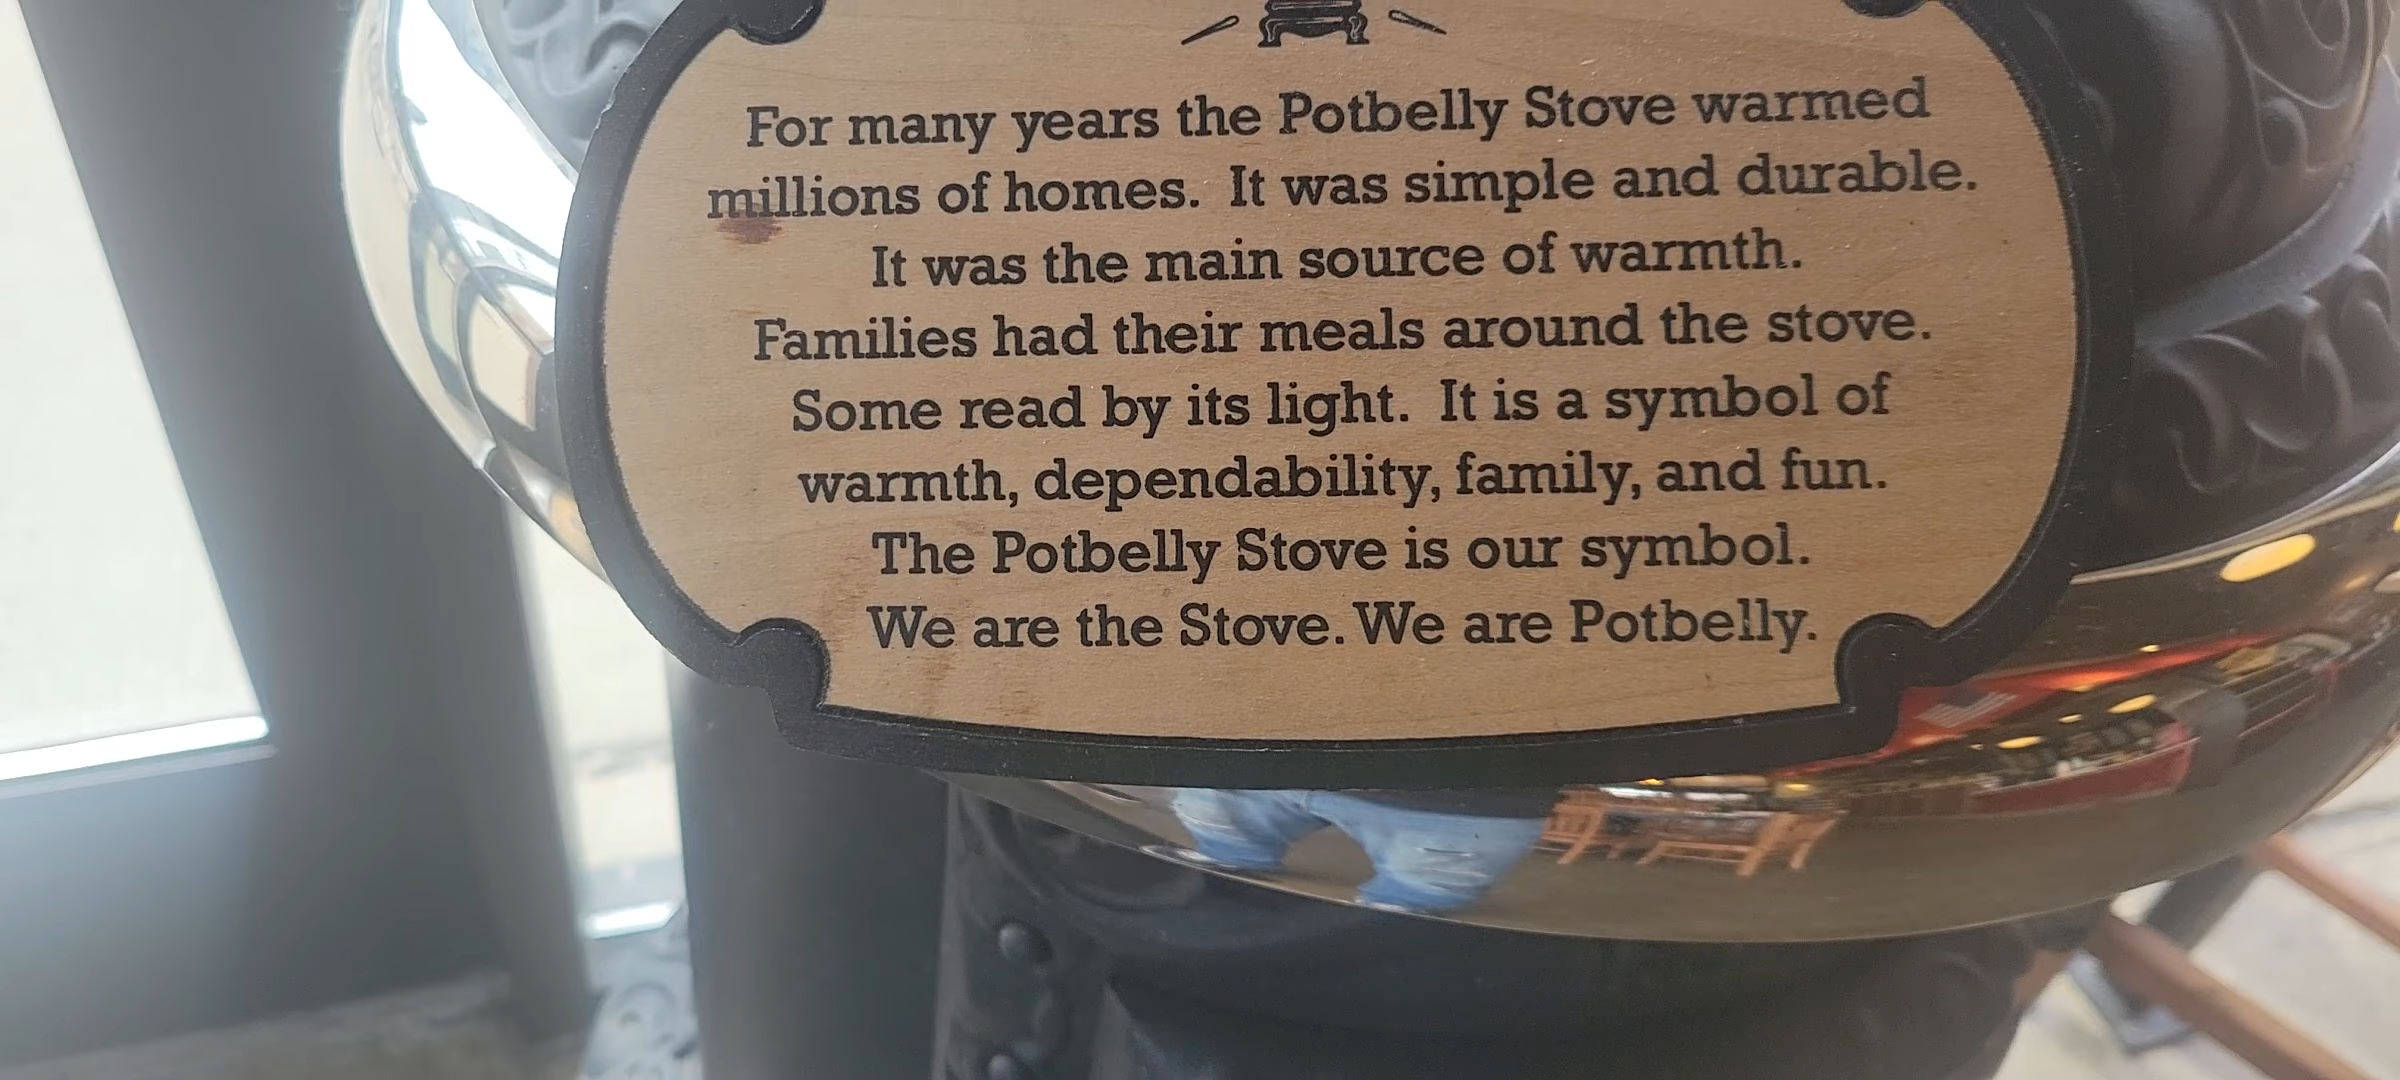 For many years the Potbelly Stove warmed
millions of homes. It was simple and durable.
It was the main source of warmth.
Families had their meals around the stove.
Some read by its light. It is a symbol of
warmth, dependability, family, and fun.
The Potbelly Stove is our symbol.
We are the Stove. We are Potbelly.